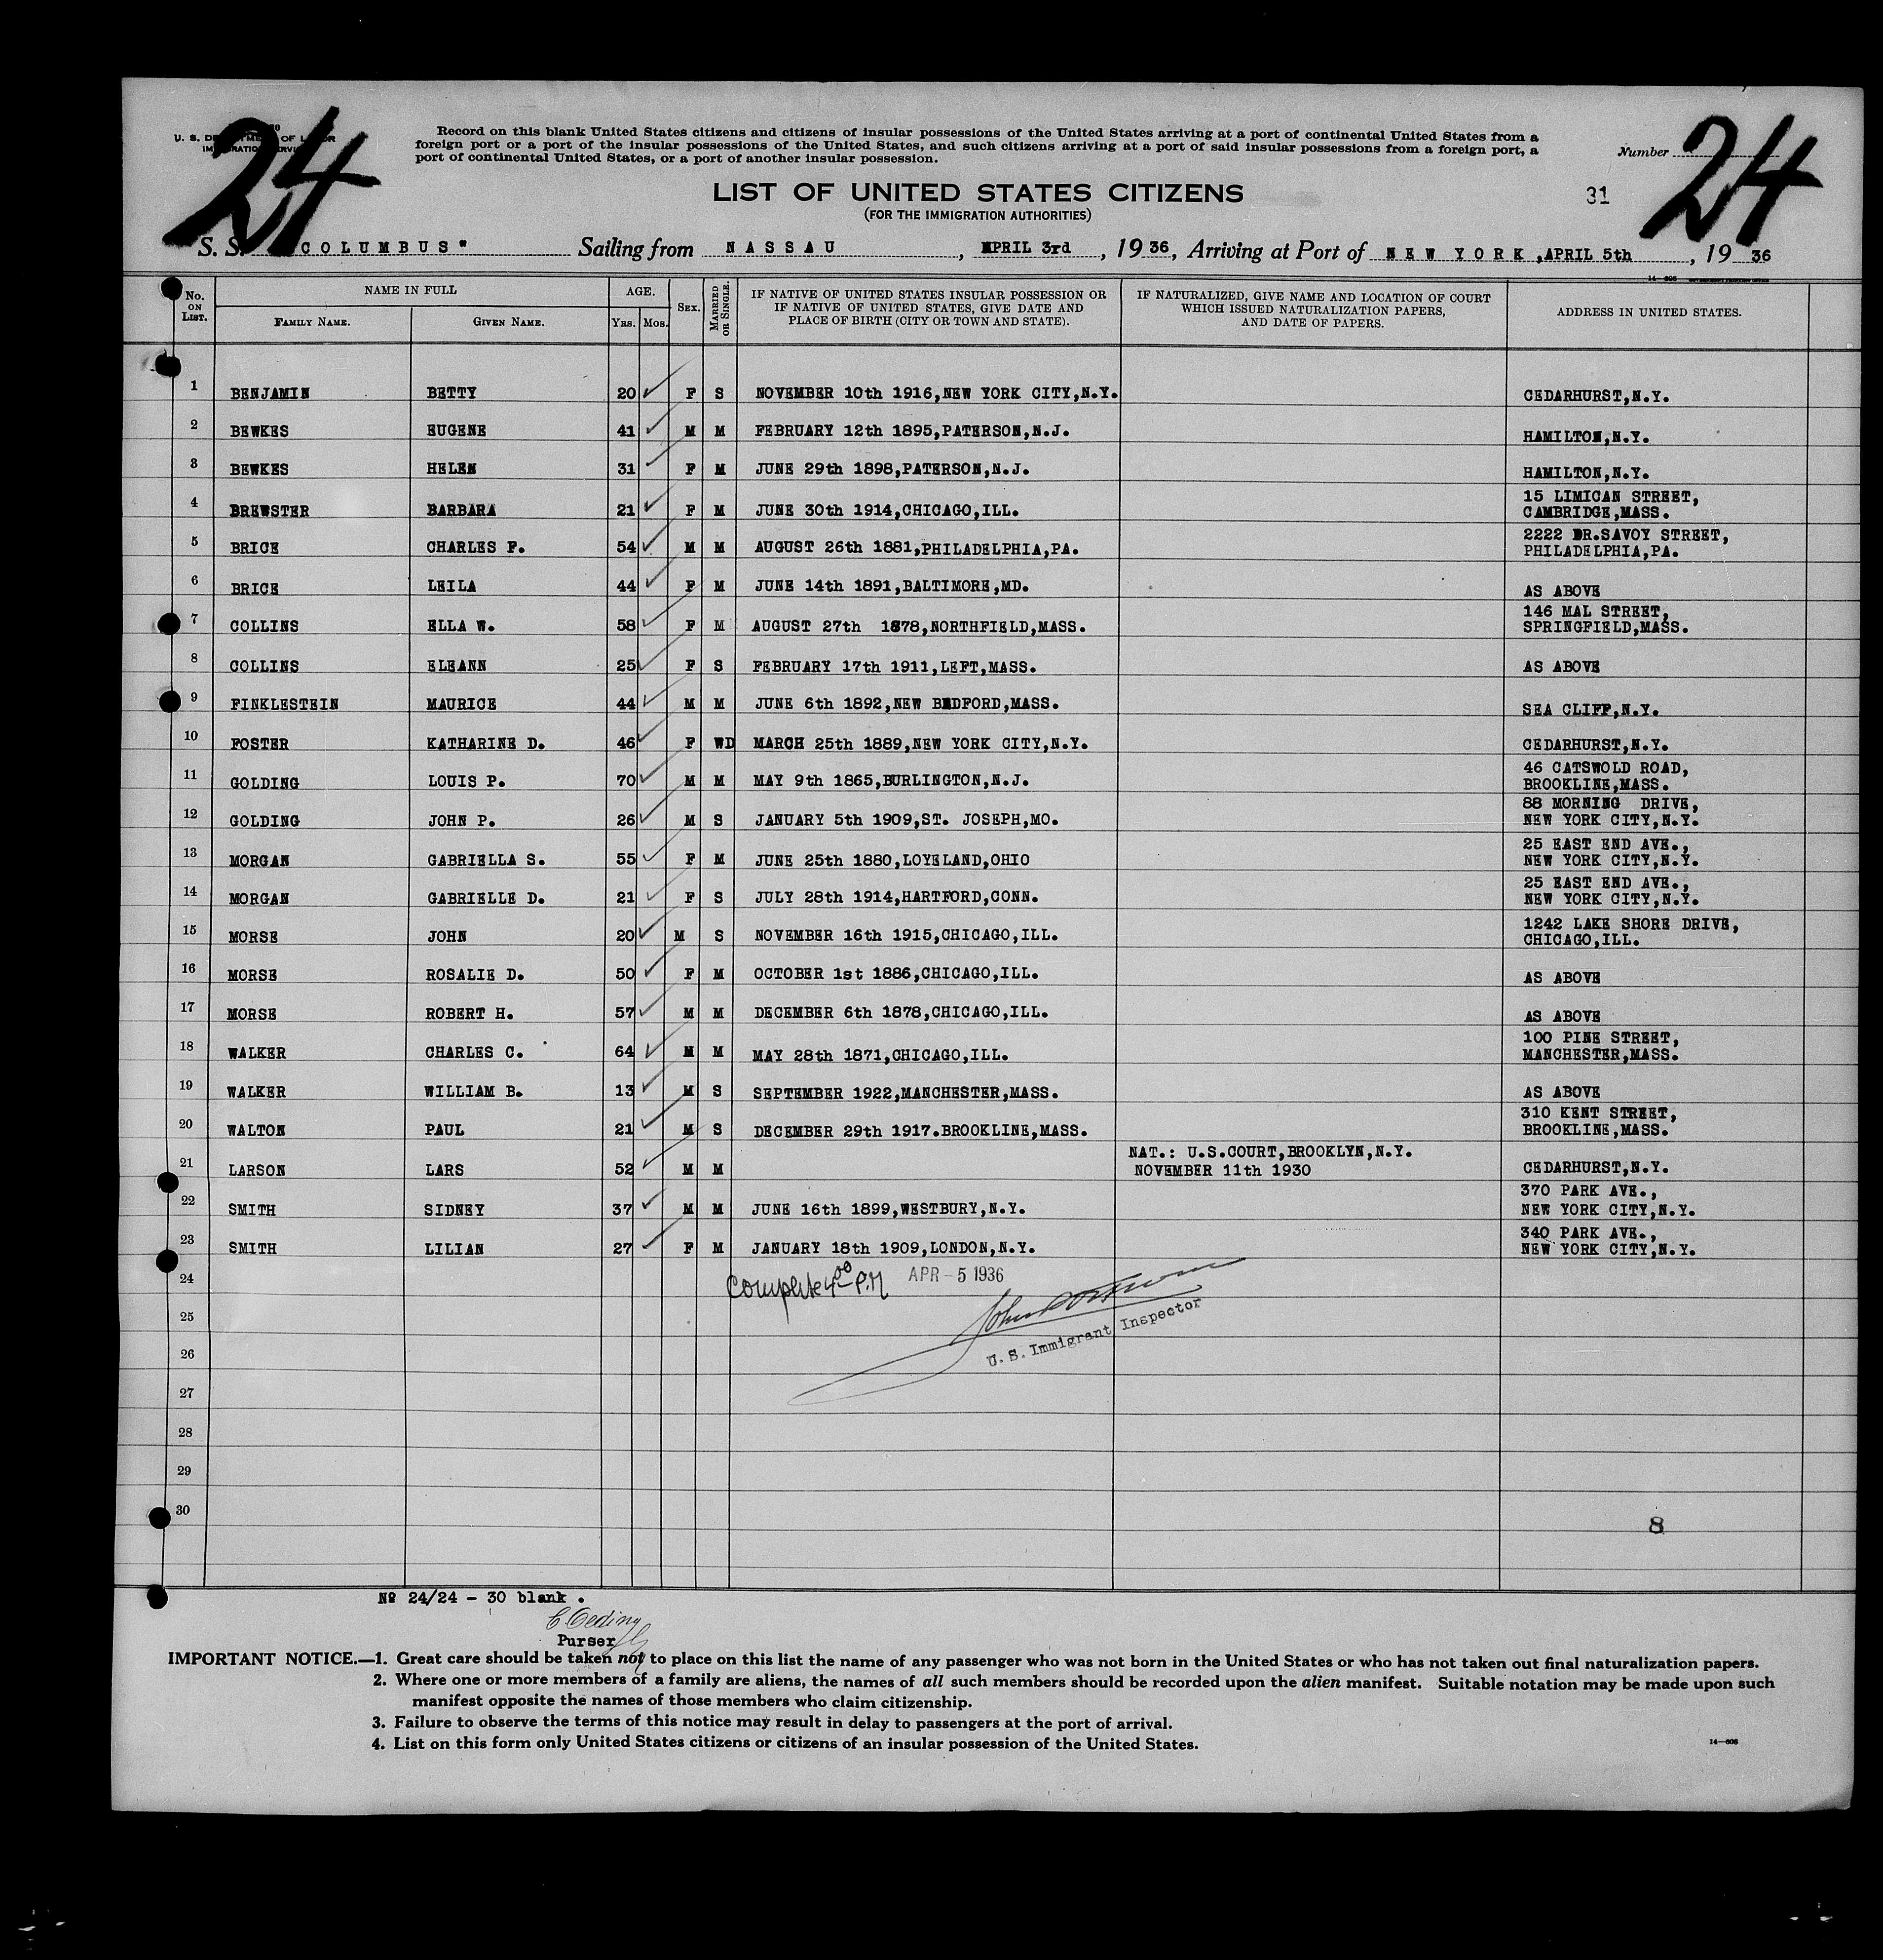 24
24
U. S. DEPARTMENT OF LABOR
IMMIGRATION SERVICE
Record on this blank United States citizens and citizens of insular possessions of the United States arriving at a port of continental United States from a
foreign port or a port of the insular possessions of the United States, and such citizens arriving at a port of said insular possessions from a foreign port, a
port of continental United States, or a port of another insular possession.
Number
LIST OF UNITED STATES CITIZENS
(FOR THE IMMIGRATION AUTHORITIES)
31
S. S. COLUMBUS" Sailing from NASSAU, APRIL 3rd, 1936, Arriving at Port of NEW YORK, APRIL 5th, 1936
14—608
No. ON LIST. NAME IN FULL AGE. SEX. MARRIED OR SINGLE. IF NATIVE OF UNITED STATES INSULAR POSSESSION OR IF NATIVE OF UNITED STATES, GIVE DATE AND PLACE OF BIRTH (CITY OR TOWN AND STATE). IF NATURALIZED, GIVE NAME AND LOCATION OF COURT WHICH ISSUED NATURALIZATION PAPERS, AND DATE OF PAPERS. ADDRESS IN UNITED STATES.
FAMILY NAME. GIVEN NAME. YRS. MOS.
1 BENJAMIN BETTY 20 F S NOVEMBER 10th 1916,NEW YORK CITY,N.Y. CEDARHURST,N.Y.
2 BEWKES EUGENE 41 M M FEBRUARY 12th 1895,PATERSON,N.J. HAMILTON,N.Y.
3 BEWKES HELEN 31 F M JUNE 29th 1898,PATERSON,N.J. HAMILTON,N.Y.
4 BREWSTER BARBARA 21 F M JUNE 30th 1914,CHICAGO,ILL. 15 LIMICAN STREET, CAMBRIDGE,MASS.
5 BRICE CHARLES F. 54 M M AUGUST 26th 1881,PHILADELPHIA,PA. 2222 DR.SAVOY STREET, PHILADELPHIA,PA.
6 BRICE LEILA 44 F M JUNE 14th 1891,BALTIMORE,MD. AS ABOVE
7 COLLINS ELLA W. 58 F M AUGUST 27th 1878,NORTHFIELD,MASS. 146 MAL STREET, SPRINGFIELD,MASS.
8 COLLINS ELEANN 25 F S FEBRUARY 17th 1911,LEFT,MASS. AS ABOVE
9 FINKLESTEIN MAURICE 44 M M JUNE 6th 1892,NEW BEDFORD,MASS. SEA CLIFF,N.Y.
10 FOSTER KATHARINE D. 46 F WD MARCH 25th 1889,NEW YORK CITY,N.Y. CEDARHURST,N.Y.
11 GOLDING LOUIS P. 70 M M MAY 9th 1865,BURLINGTON,N.J. 46 CATSWOLD ROAD, BROOKLINE,MASS.
12 GOLDING JOHN P. 26 M S JANUARY 5th 1909,ST. JOSEPH,MO. 88 MORNING DRIVE, NEW YORK CITY,N.Y.
13 MORGAN GABRIELLA S. 55 F M JUNE 25th 1880,LOYELAND,OHIO 25 EAST END AVE., NEW YORK CITY,N.Y.
14 MORGAN GABRIELLE D. 21 F S JULY 28th 1914,HARTFORD,CONN. 25 EAST END AVE., NEW YORK CITY,N.Y.
15 MORSE JOHN 20 M S NOVEMBER 16th 1915,CHICAGO,ILL. 1242 LAKE SHORE DRIVE, CHICAGO,ILL.
16 MORSE ROSALIE D. 50 F M OCTOBER 1st 1886,CHICAGO,ILL. AS ABOVE
17 MORSE ROBERT H. 57 M M DECEMBER 6th 1878,CHICAGO,ILL. AS ABOVE
18 WALKER CHARLES C. 64 M M MAY 28th 1871,CHICAGO,ILL. 100 PINE STREET, MANCHESTER,MASS.
19 WALKER WILLIAM B. 13 M S SEPTEMBER 1922,MANCHESTER,MASS. AS ABOVE
20 WALTON PAUL 21 M S DECEMBER 29th 1917.BROOKLINE,MASS. 310 KENT STREET, BROOKLINE,MASS.
21 LARSON LARS 52 M M NAT.: U.S.COURT,BROOKLYN,N.Y. NOVEMBER 11th 1930 CEDARHURST,N.Y.
22 SMITH SIDNEY 37 M M JUNE 16th 1899,WESTBURY,N.Y. 370 PARK AVE., NEW YORK CITY,N.Y.
23 SMITH LILIAN 27 F M JANUARY 18th 1909,LONDON,N.Y. 340 PARK AVE., NEW YORK CITY,N.Y.
24 Complete 4 00 P.M APR - 5 1936
25
U. S. Immigrant Inspector
26
27
28
29
30
8
No 24/24 - 30 blank .
Purser
IMPORTANT NOTICE.—1. Great care should be taken not to place on this list the name of any passenger who was not born in the United States or who has not taken out final naturalization papers.
2. Where one or more members of a family are aliens, the names of all such members should be recorded upon the alien manifest. Suitable notation may be made upon such
manifest opposite the names of those members who claim citizenship.
3. Failure to observe the terms of this notice may result in delay to passengers at the port of arrival.
4. List on this form only United States citizens or citizens of an insular possession of the United States.
14—608